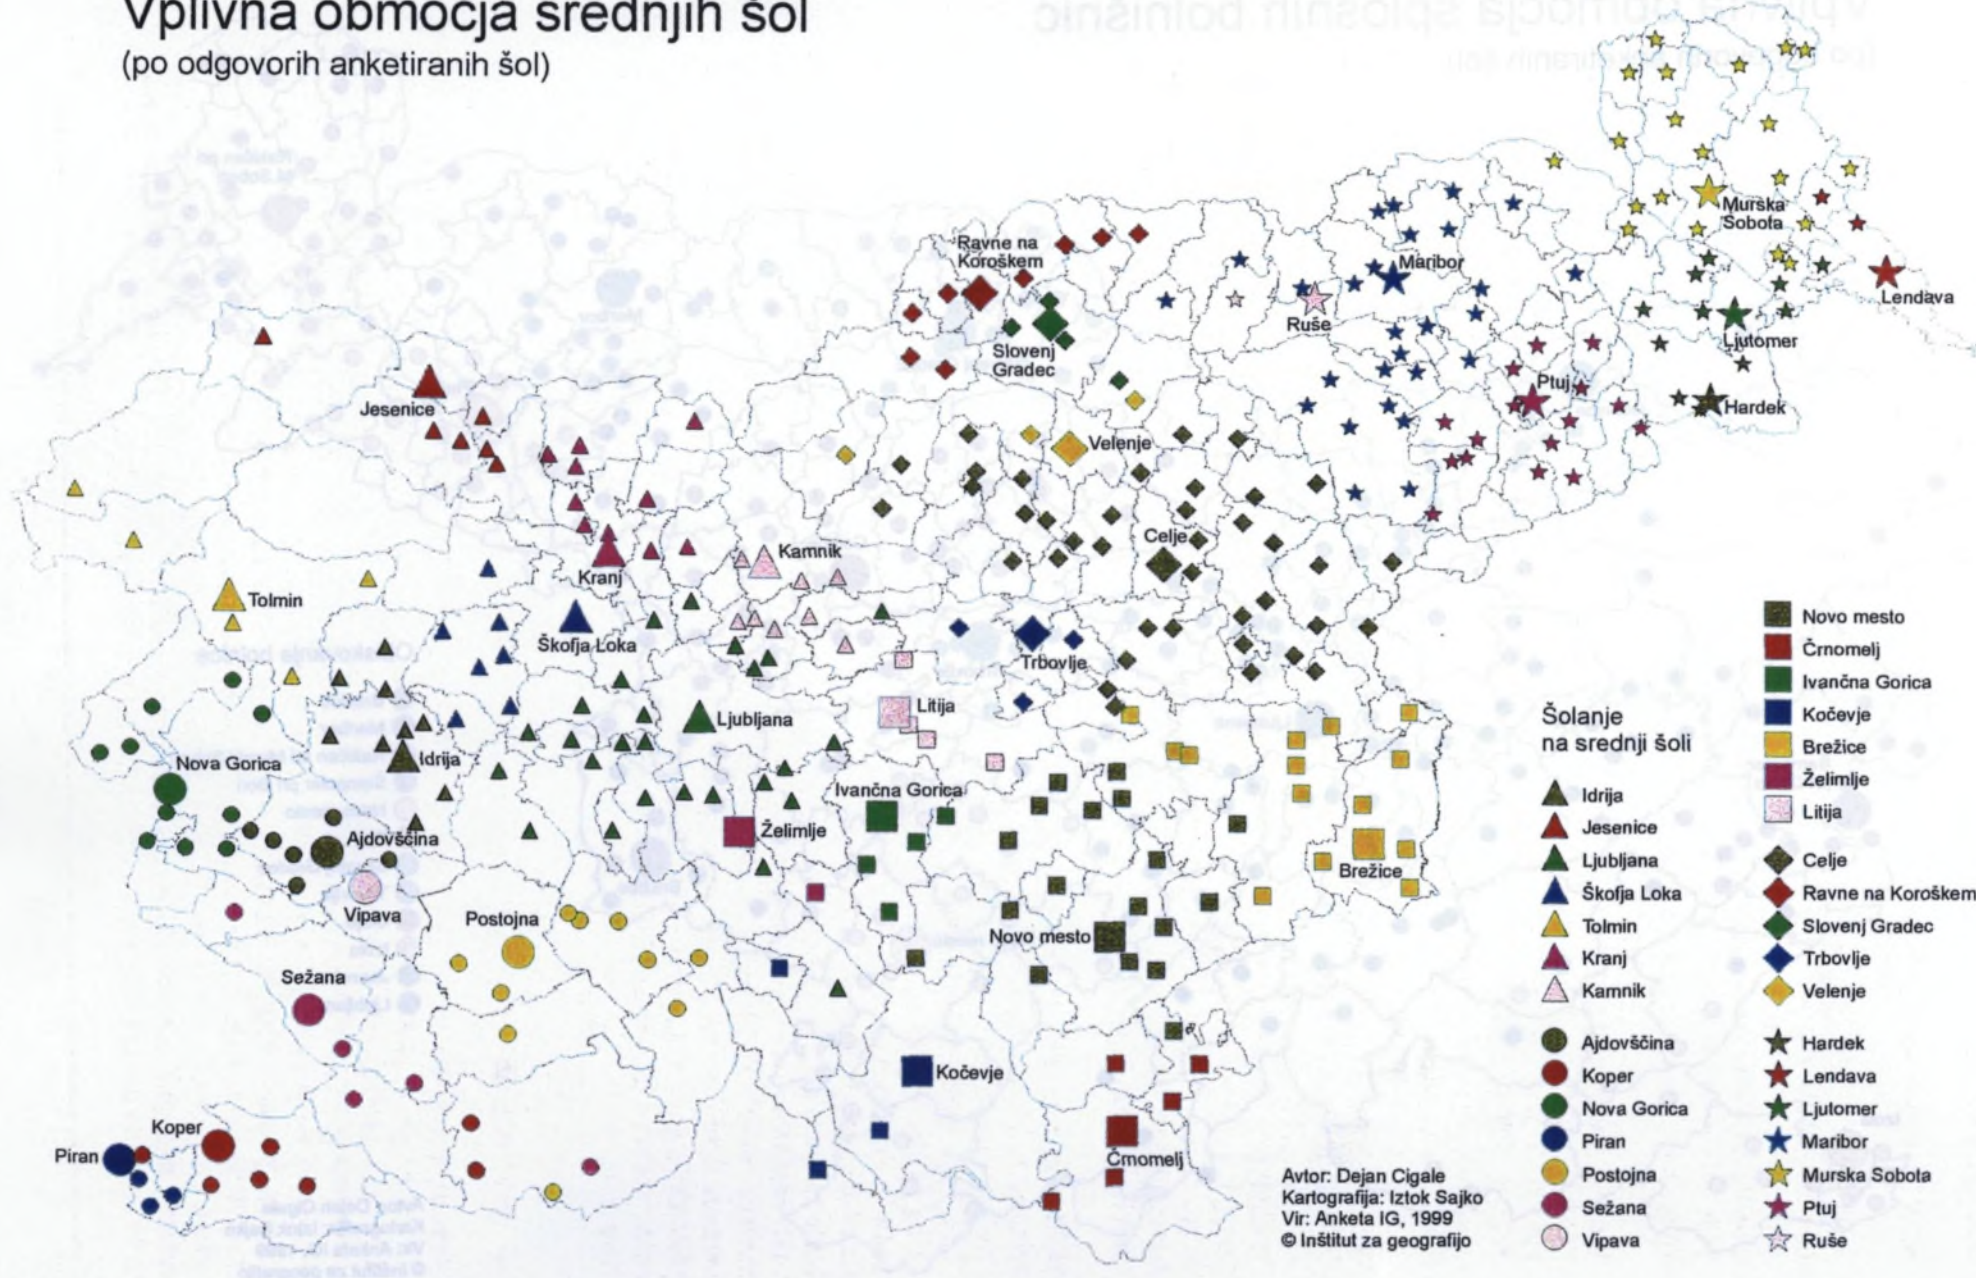 Vplivna območja srednjih šol
(po odgovorih anketiranih šol)
Murska
Sobota
Ravne na
Koroškem
Maribor
Lendava
Ruše
Ljutomer
Slovenj
Gradec
Ptuj
Jesenice
Hardek
Velenje
Celje
Kamnik
Kranj
Tolmin
Škofja Loka
Trbovlje
Litija
Ljubljana
Idrija
Nova Gorica
Ivančna Gorica
Želimlje
Ajdovščina
Brežice
Vipava
Postojna
Novo mesto
Sežana
Kočevje
Koper
Piran
Črnomelj
Šolanje
na srednji šoli
Idrija
Jesenice
Ljubljana
Škofja Loka
Tolmin
Kranj
Kamnik
Ajdovščina
Koper
Nova Gorica
Piran
Postojna
Sežana
Vipava
Novo mesto
Črnomelj
Ivančna Gorica
Kočevje
Brežice
Želimlje
Litija
Celje
Ravne na Koroškem
Slovenj Gradec
Trbovlje
Velenje
Hardek
Lendava
Ljutomer
Maribor
Murska Sobota
Ptuj
Ruše
Avtor: Dejan Cigale
Kartografija: Iztok Sajko
Vir: Anketa IG, 1999
© Inštitut za geografijo